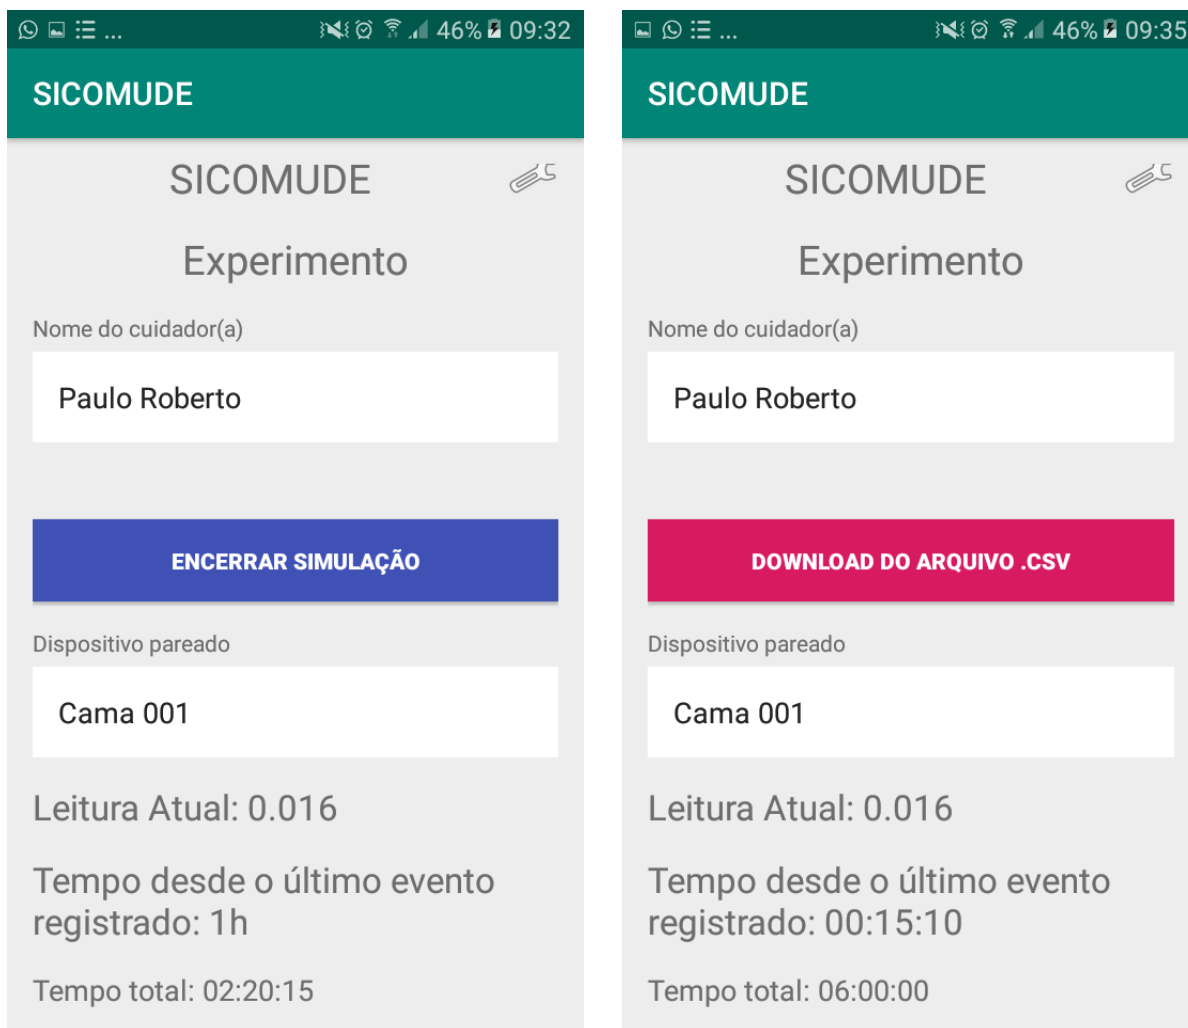 ... 46% 09:32
SICOMUDE
SICOMUDE
Experimento
Nome do cuidador(a)
Paulo Roberto
ENCERRAR SIMULAÇÃO
Dispositivo pareado
Cama 001
Leitura Atual: 0.016
Tempo desde o último evento
registrado: 1h
Tempo total: 02:20:15
... 46% 09:35
SICOMUDE
SICOMUDE
Experimento
Nome do cuidador(a)
Paulo Roberto
DOWNLOAD DO ARQUIVO .CSV
Dispositivo pareado
Cama 001
Leitura Atual: 0.016
Tempo desde o último evento
registrado: 00:15:10
Tempo total: 06:00:00